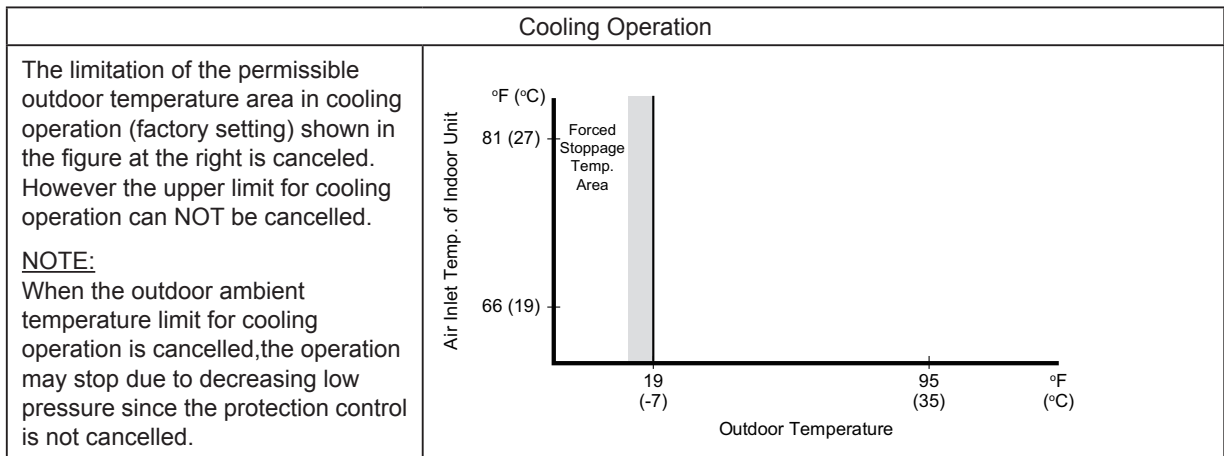 Cooling Operation
The limitation of the permissible
outdoor temperature area in cooling
operation (factory setting) shown in
the figure at the right is canceled.
However the upper limit for cooling
operation can NOT be cancelled.
NOTE:
When the outdoor ambient
temperature limit for cooling
operation is cancelled,the operation
may stop due to decreasing low
pressure since the protection control
is not cancelled.
Air Inlet Temp. of Indoor Unit
°F (°C)
81 (27)
Forced
Stoppage
Temp.
Area
66 (19)
19
(-7)
95
(35)
°F
(°C)
Outdoor Temperature